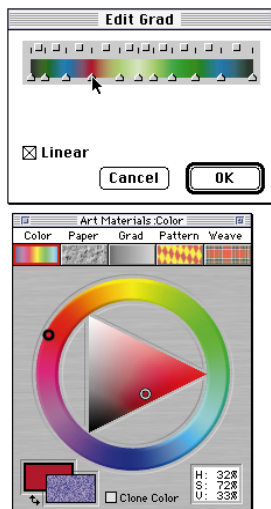 Edit Grad
Linear
Cancel OK
Art Materials:Color
Color Paper Grad Pattern Weave
H: 32%
S: 72%
V: 33%
Clone Color